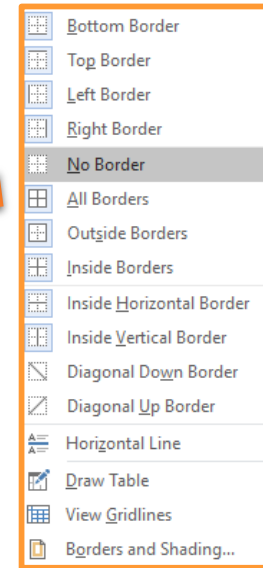 Bottom Border
Top Border
Left Border
Right Border
No Border
All Borders
Outside Borders
Inside Borders
Inside Horizontal Border
Inside Vertical Border
Diagonal Down Border
Diagonal Up Border
Horizontal Line
Draw Table
View Gridlines
Borders and Shading...